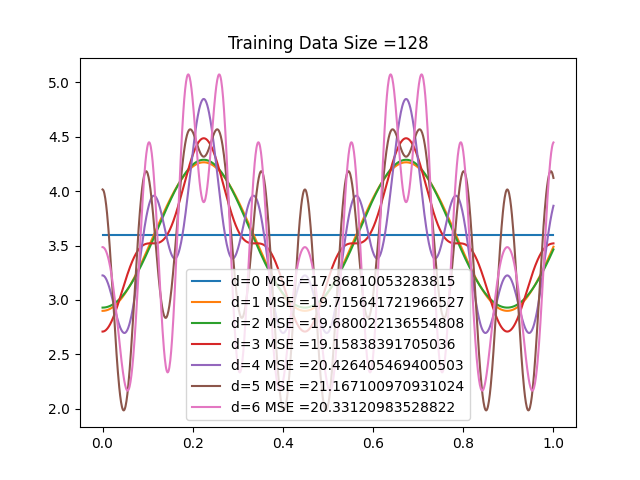 Training Data Size =128
5.0
4.5
4.0
3.5
3.0
2.5
2.0
d=0 MSE =17.86810053283815
d=1 MSE =19.715641721966527
d=2 MSE =19.680022136554808
d=3 MSE =19.15838391705036
d=4 MSE =20.426405469400503
d=5 MSE =21.167100970931024
d=6 MSE =20.33120983528822
0.0 0.2 0.4 0.6 0.8 1.0